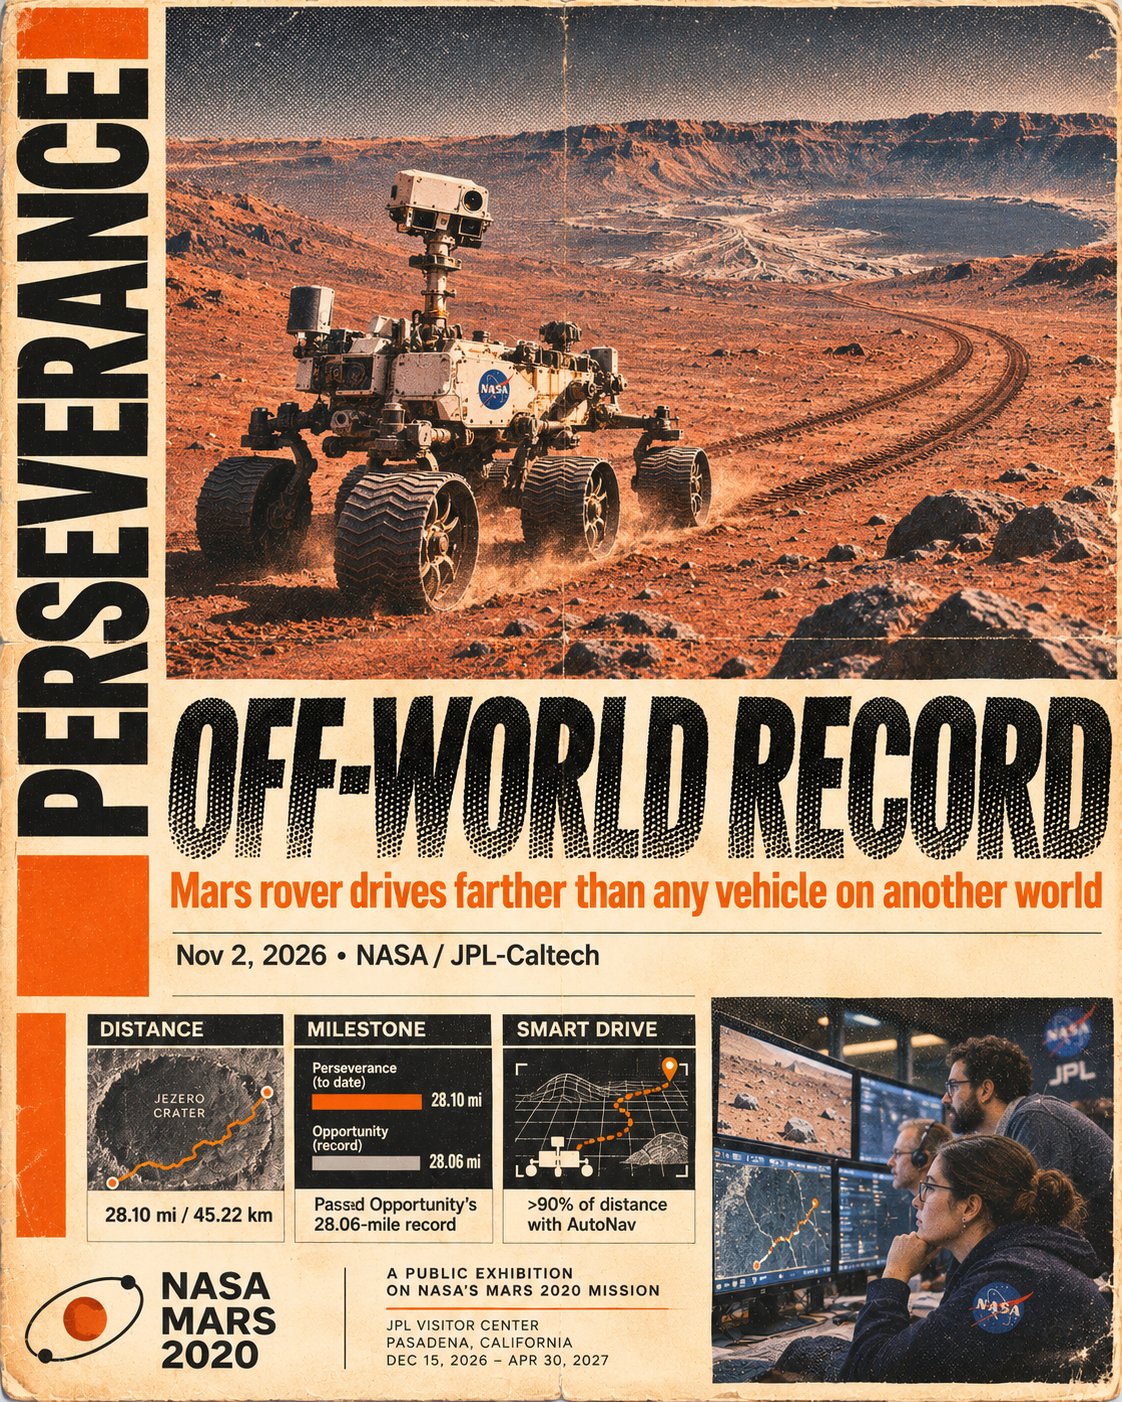 PERSEVERANCE
NASA
OFF-WORLD RECORD
Mars rover drives farther than any vehicle on another world
Nov 2, 2026 • NASA / JPL-Caltech
DISTANCE
JEZERO
CRATER
28.10 mi / 45.22 km
MILESTONE
Perseverance
(to date)
28.10 mi
Opportunity
(record)
28.06 mi
Passd Opportunity's
28.06-mile record
SMART DRIVE
>90% of distance
with AutoNav
NASA
JPL
NASA
NASA
MARS
2020
A PUBLIC EXHIBITION
ON NASA'S MARS 2020 MISSION
JPL VISITOR CENTER
PASADENA, CALIFORNIA
DEC 15, 2026 – APR 30, 2027